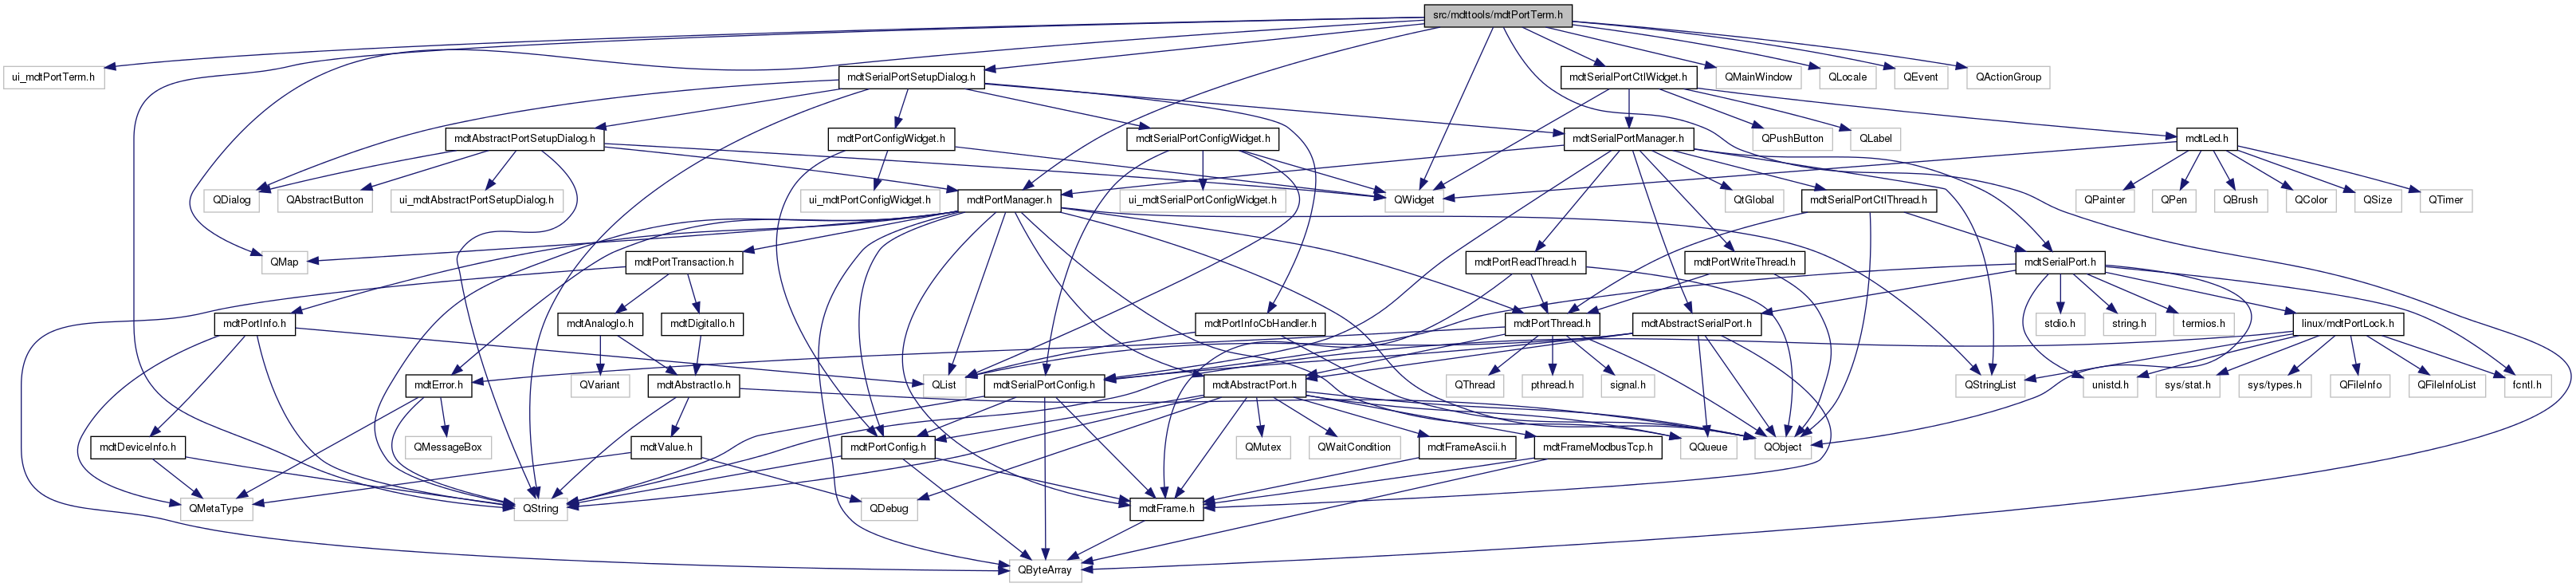 src/mdttools/mdtPortTerm.h
ui_mdtPortTerm.h
mdtSerialPortSetupDialog.h
mdtSerialPortCtlWidget.h
QMainWindow
QLocale
QEvent
QActionGroup
mdtAbstractPortSetupDialog.h
mdtPortConfigWidget.h
mdtSerialPortConfigWidget.h
mdtSerialPortManager.h
QPushButton
QLabel
mdtLed.h
QDialog
QAbstractButton
ui_mdtAbstractPortSetupDialog.h
ui_mdtPortConfigWidget.h
mdtPortManager.h
ui_mdtSerialPortConfigWidget.h
QWidget
QtGlobal
mdtSerialPortCtlThread.h
QPainter
QPen
QBrush
QColor
QSize
QTimer
QMap
mdtPortTransaction.h
mdtPortReadThread.h
mdtPortWriteThread.h
mdtSerialPort.h
mdtPortInfo.h
mdtAnalogIo.h
mdtDigitalIo.h
mdtPortInfoCbHandler.h
mdtPortThread.h
mdtAbstractSerialPort.h
stdio.h
string.h
termios.h
linux/mdtPortLock.h
mdtError.h
QVariant
mdtAbstractIo.h
QList
mdtSerialPortConfig.h
mdtAbstractPort.h
QThread
pthread.h
signal.h
QStringList
unistd.h
sys/stat.h
sys/types.h
QFileInfo
QFileInfoList
fcntl.h
mdtDeviceInfo.h
QMessageBox
mdtValue.h
mdtPortConfig.h
QMutex
QWaitCondition
mdtFrameAscii.h
mdtFrameModbusTcp.h
QQueue
QObject
QMetaType
QString
QDebug
mdtFrame.h
QByteArray